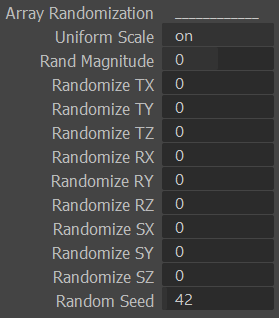 Array Randomization ____________
Uniform Scale on
Rand Magnitude 0
Randomize TX 0
Randomize TY 0
Randomize TZ 0
Randomize RX 0
Randomize RY 0
Randomize RZ 0
Randomize SX 0
Randomize SY 0
Randomize SZ 0
Random Seed 42